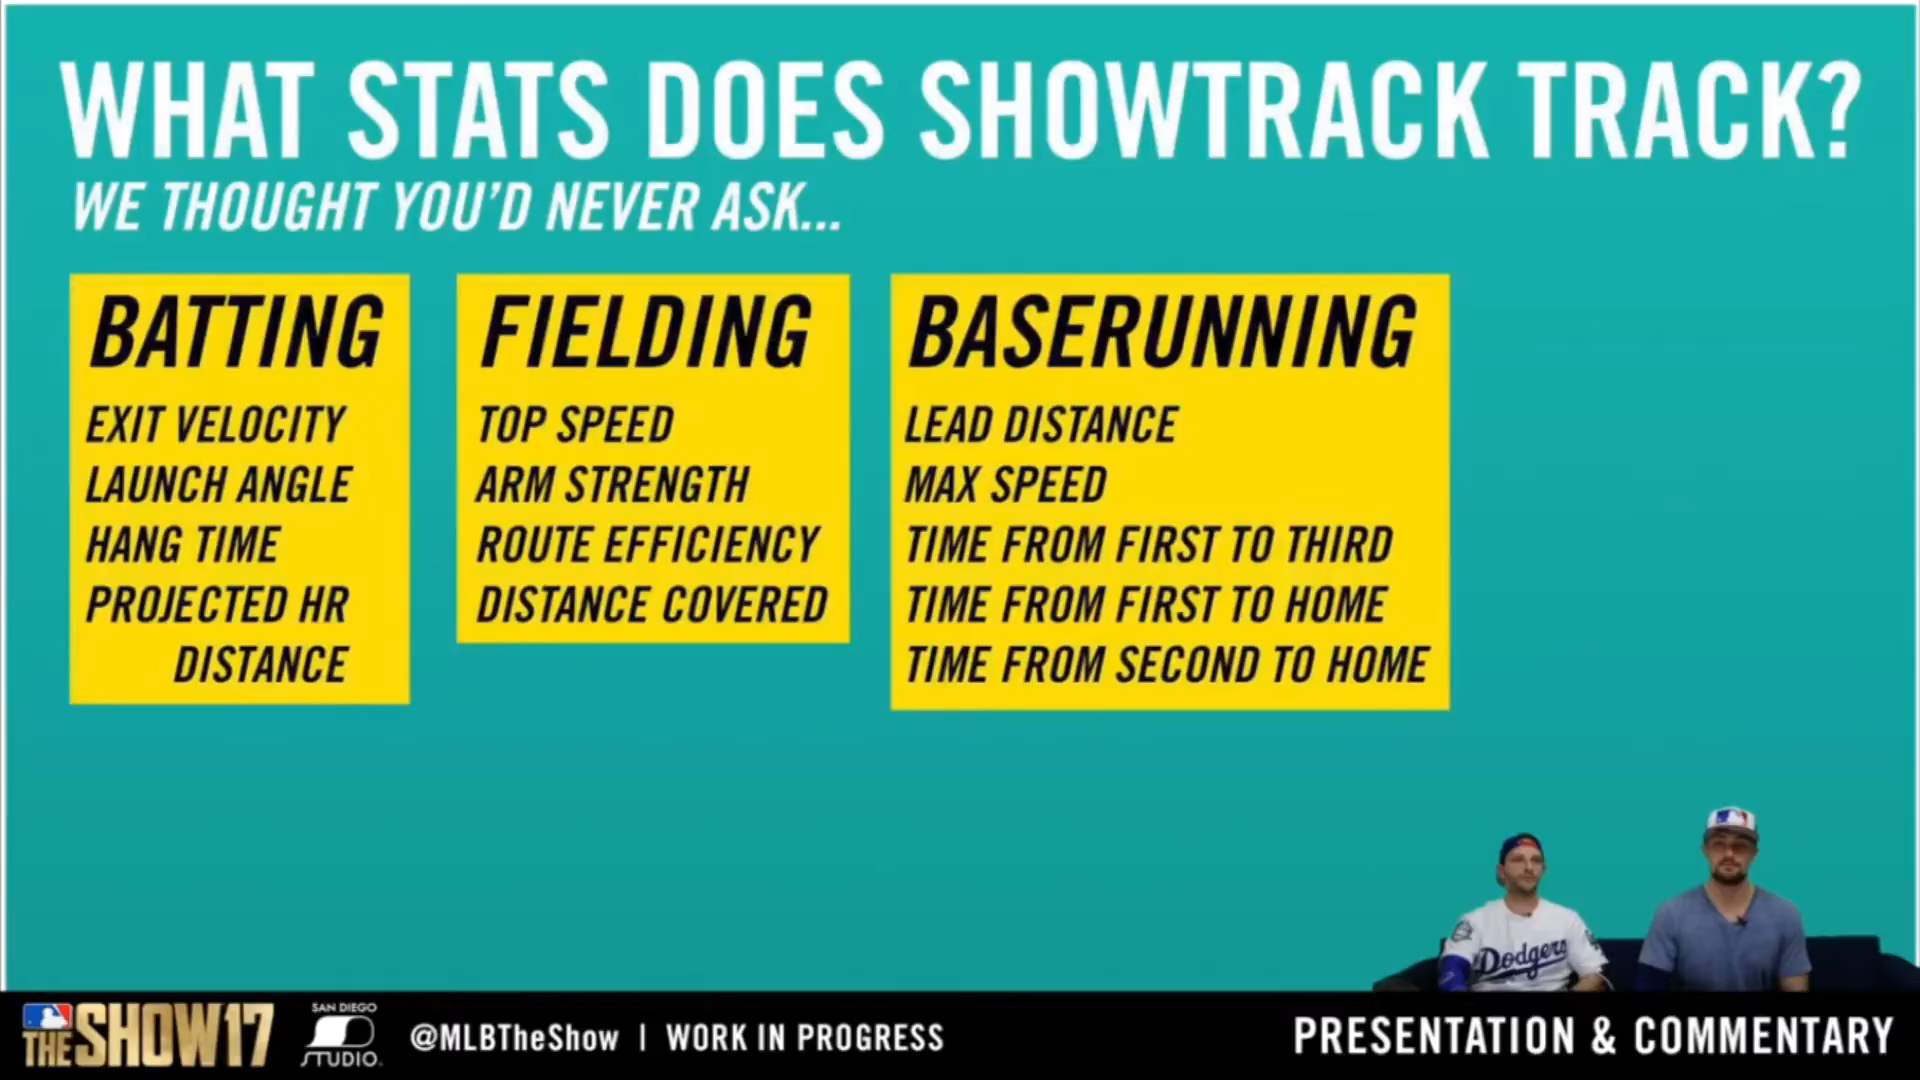 WHAT STATS DOES SHOWTRACK TRACK?
WE THOUGHT YOU'D NEVER ASK...
BATTING
EXIT VELOCITY
LAUNCH ANGLE
HANG TIME
PROJECTED HR
DISTANCE
FIELDING
TOP SPEED
ARM STRENGTH
ROUTE EFFICIENCY
DISTANCE COVERED
BASERUNNING
LEAD DISTANCE
MAX SPEED
TIME FROM FIRST TO THIRD
TIME FROM FIRST TO HOME
TIME FROM SECOND TO HOME
Dodgers
THE SHOW17
SAN DIEGO
STUDIO
@MLBTheShow | WORK IN PROGRESS
PRESENTATION & COMMENTARY